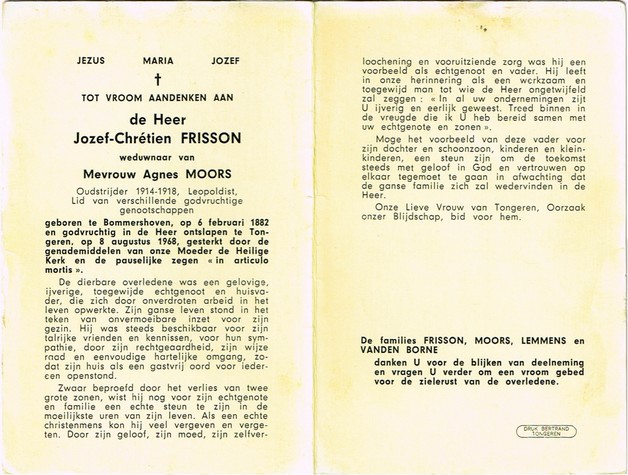 JEZUS MARIA JOZEF
TOT VROOM AANDENKEN AAN
de Heer
Jozef-Chrétien FRISSON
weduwnaar van
Mevrouw Agnes MOORS
Oudstrijder 1914-1918, Leopoldist,
Lid van verschillende godvruchtige
genootschappen
geboren te Bommershoven, op 6 februari 1882
en godvruchtig in de Heer ontslapen te Ton-
geren, op 8 augustus 1968, gesterkt door de
genademiddelen van onze Moeder de Heilige
Kerk en de pauselijke zegen « in articulo
mortis ».
De dierbare overledene was een gelovige,
ijverige, toegewijde echtgenoot en huisva-
der, die zich door onverdroten arbeid in het
leven opwerkte. Zijn ganse leven stond in het
teken van onvermoeibare inzet voor zijn
gezin. Hij was steeds beschikbaar voor zijn
talrijke vrienden en kennissen, voor hun sym-
pathie, door zijn rechtgeaardheid, zijn wijze
raad en eenvoudige hartelijke omgang, zo-
dat zijn huis als een gastvrij oord voor ieder-
ceen openstond.
Zwaar beproefd door het verlies van twee
grote zonen, wist hij nog voor zijn echtgenote
en familie een echte steun te zijn in de
moeilijkste uren van zijn leven. Als een echte
christenmens kon hij veel vergeven en verge-
ten. Door zijn geloof, zijn moed, zijn zelfver-
loochening en vooruitziende zorg was hij een
voorbeeld als echtgenoot en vader. Hij leeft
in onze herinnering als een werkzaam en
toegewijd man tot wie de Heer ongetwijfeld
zal zeggen : « In al uw ondernemingen zijt
U ijverig en eerlijk geweest. Treed binnen in
de vreugde die ik U heb bereid samen met
uw echtgenote en zonen ».
Moge het voorbeeld van deze vader voor
zijn dochter en schoonzoon, kinderen en klein-
kinderen, een steun zijn om de toekomst
steeds met geloof in God en vertrouwen op
elkaar tegemoet te gaan in afwachting dat
de ganse familie zich zal wedervinden in de
Heer.
Onze Lieve Vrouw van Tongeren, Oorzaak
onzer Blijdschap, bid voor hem.
De families FRISSON, MOORS, LEMMENS en
VANDEN BORNE
danken U voor de blijken van deelneming
en vragen U verder om een vroom gebed
voor de zielerust van de overledene.
DRUK BERTRAND
TONGEREN